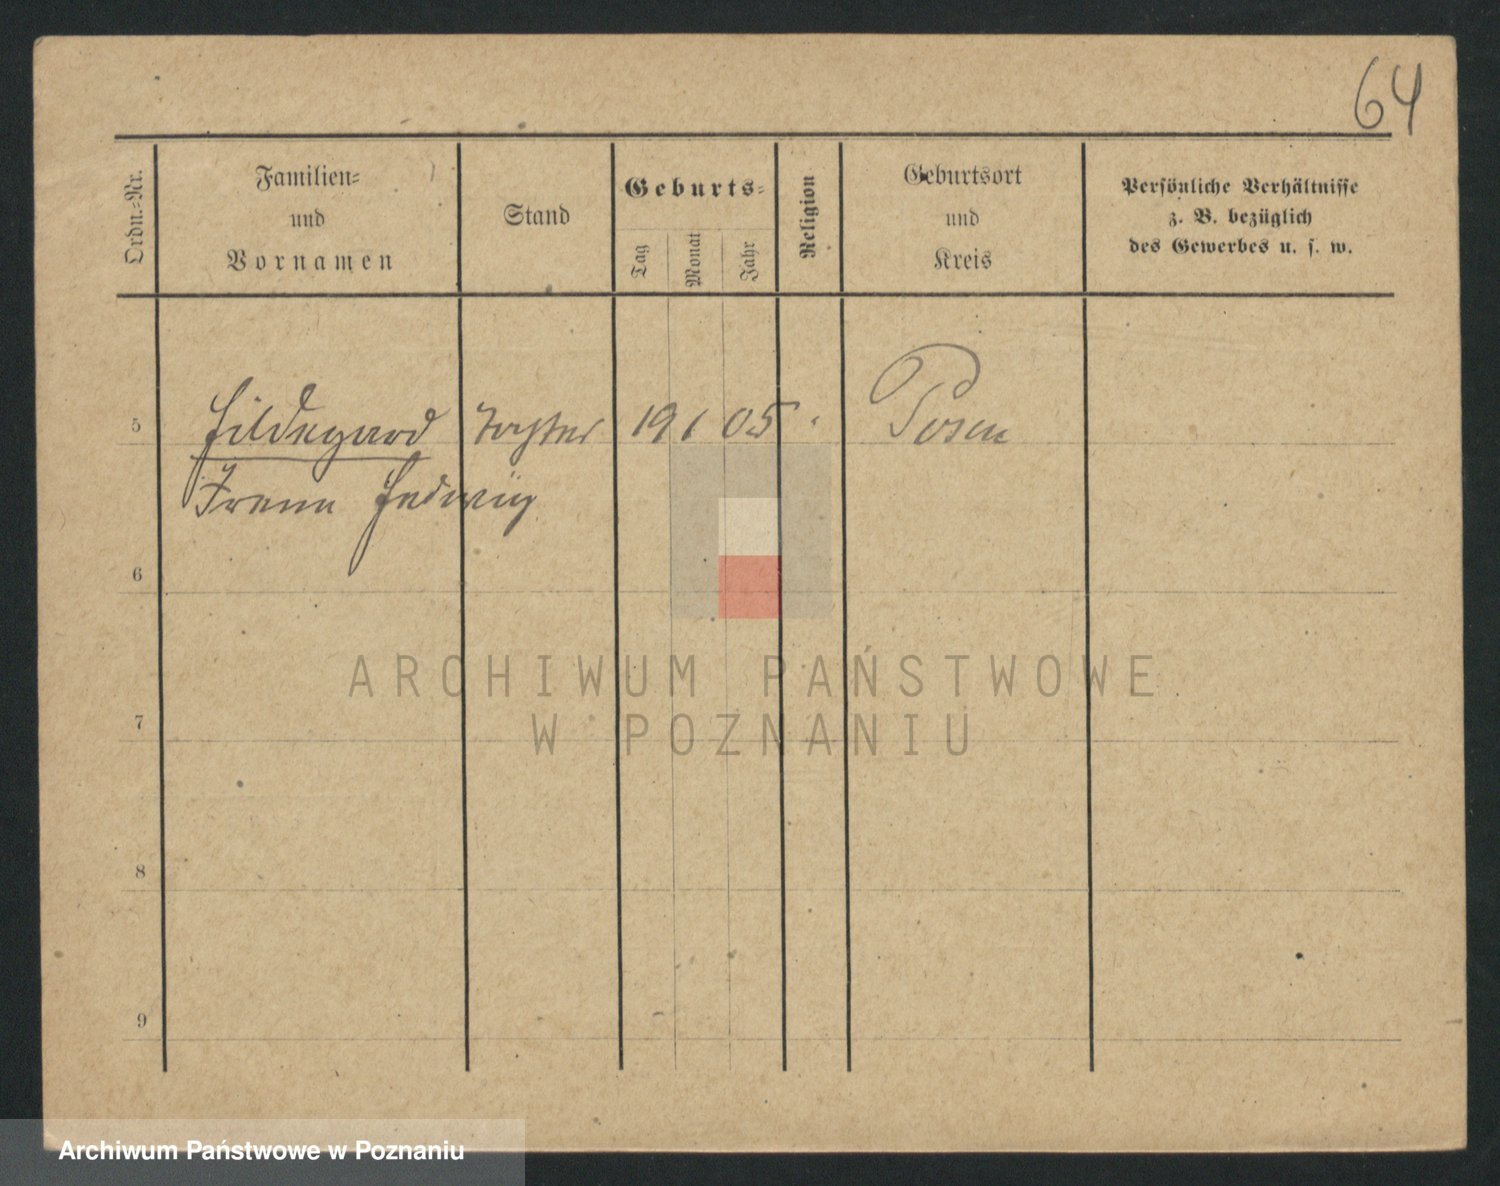 64
Ordn.-Nr.
Familien-
und
Vornamen
Stand
Geburts-
Tag
Monat
Jahr
Religion
Geburtsort
und
Kreis
Persönliche Verhältnisse
z. B. bezüglich
des Gewerbes u. s. w.
5 Hildegard Tochter 19 1 05 Posen
Irene Hedwig
6
7
8
9
ARCHIWUM PAŃSTWOWE
W POZNANIU
Archiwum Państwowe w Poznaniu